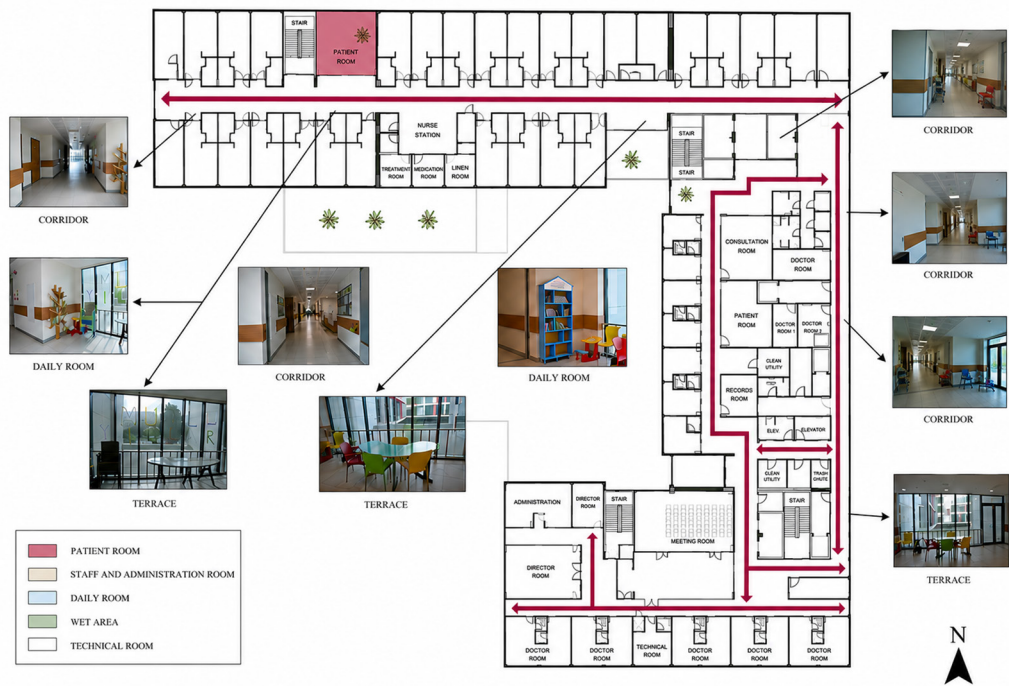 STAIR
PATIENT
ROOM
NURSE
STATION
TREATMENT
ROOM
MEDICATION
ROOM
LINEN
ROOM
STAIR
STAIR
CORRIDOR
CORRIDOR
CORRIDOR
CORRIDOR
CORRIDOR
DAILY ROOM
DAILY ROOM
TERRACE
TERRACE
TERRACE
CONSULTATION
ROOM
DOCTOR
ROOM
PATIENT
ROOM
DOCTOR
ROOM 1
DOCTOR
ROOM 2
CLEAN
UTILITY
RECORDS
ROOM
ELEV.
ELEVATOR
CLEAN
UTILITY
TRASH
CHUTE
STAIR
ADMINISTRATION
DIRECTOR
ROOM
STAIR
MEETING ROOM
DIRECTOR
ROOM
DOCTOR
ROOM
DOCTOR
ROOM
TECHNICAL
ROOM
DOCTOR
ROOM
DOCTOR
ROOM
DOCTOR
ROOM
PATIENT ROOM
STAFF AND ADMINISTRATION ROOM
DAILY ROOM
WET AREA
TECHNICAL ROOM
N